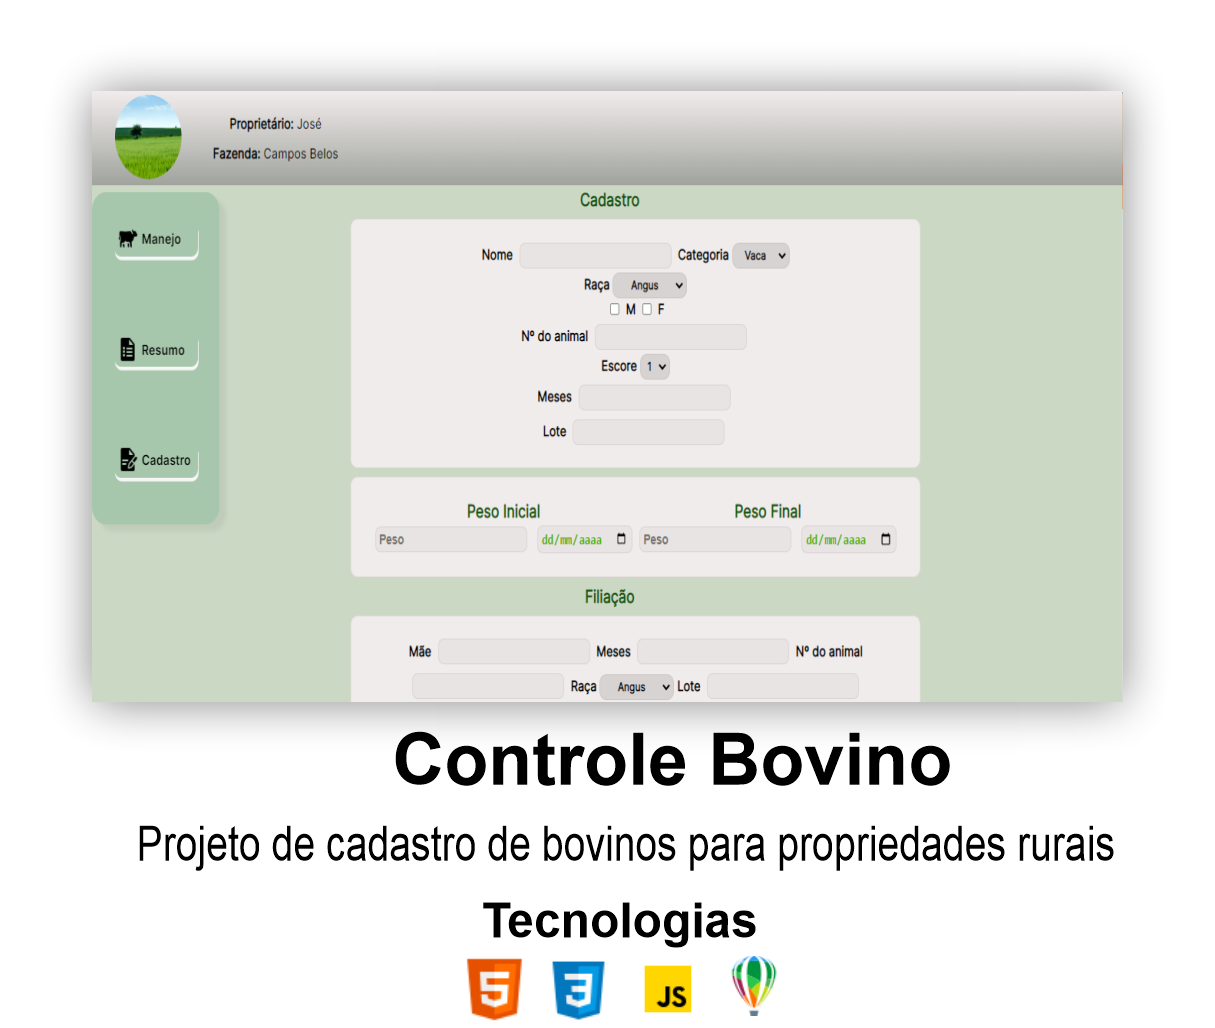 Proprietário: José
Fazenda: Campos Belos
Manejo
Resumo
Cadastro
Cadastro
Nome Categoria Vaca
Raça Angus
M F
Nº do animal
Escore 1
Meses
Lote
Peso Inicial Peso Final
Peso dd/mm/aaaa Peso dd/mm/aaaa
Filiação
Mãe Meses Nº do animal
Raça Angus Lote
Controle Bovino
Projeto de cadastro de bovinos para propriedades rurais
Tecnologias
5 3 JS